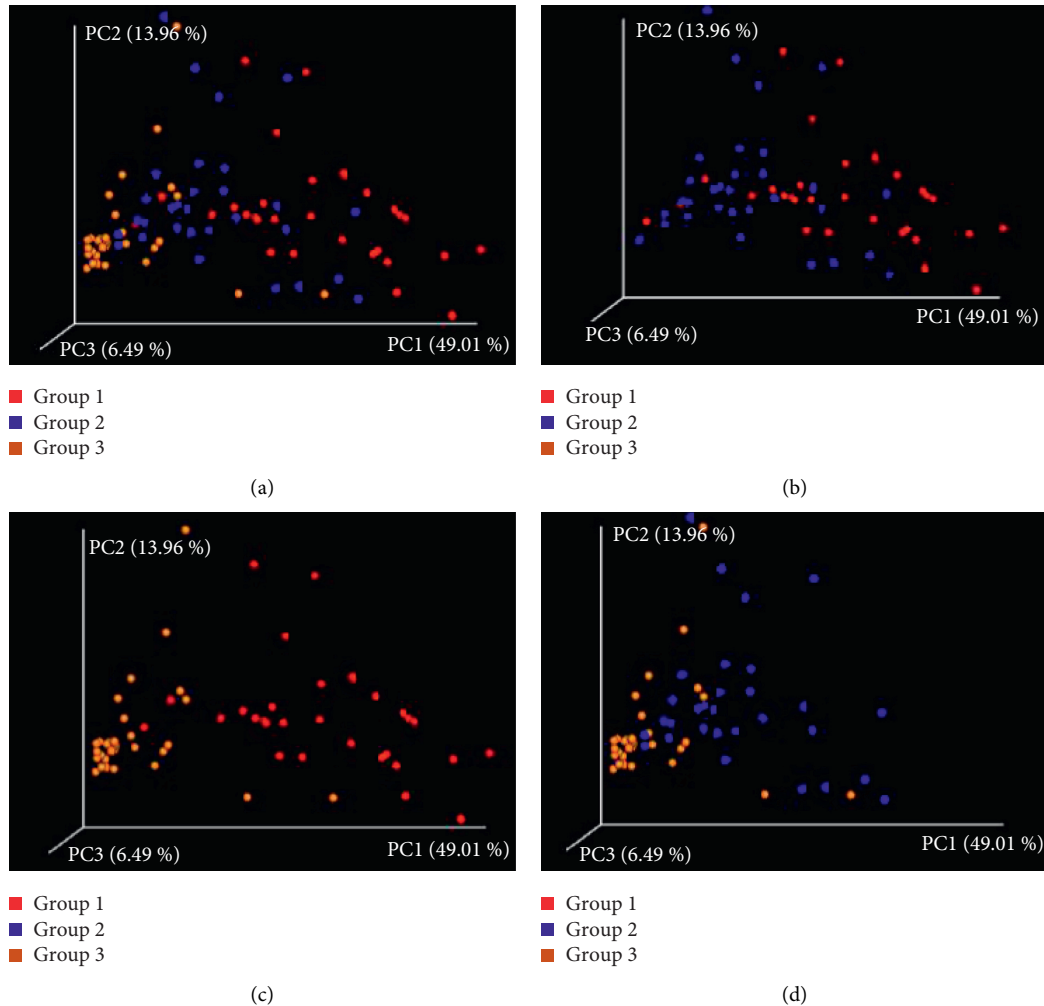 PC2 (13.96 %)
PC3 (6.49 %)
PC1 (49.01 %)
Group 1
Group 2
Group 3
(a)
PC2 (13.96 %)
PC3 (6.49 %)
PC1 (49.01 %)
Group 1
Group 2
Group 3
(b)
PC2 (13.96 %)
PC3 (6.49 %)
PC1 (49.01 %)
Group 1
Group 2
Group 3
(c)
PC2 (13.96 %)
PC3 (6.49 %)
PC1 (49.01 %)
Group 1
Group 2
Group 3
(d)